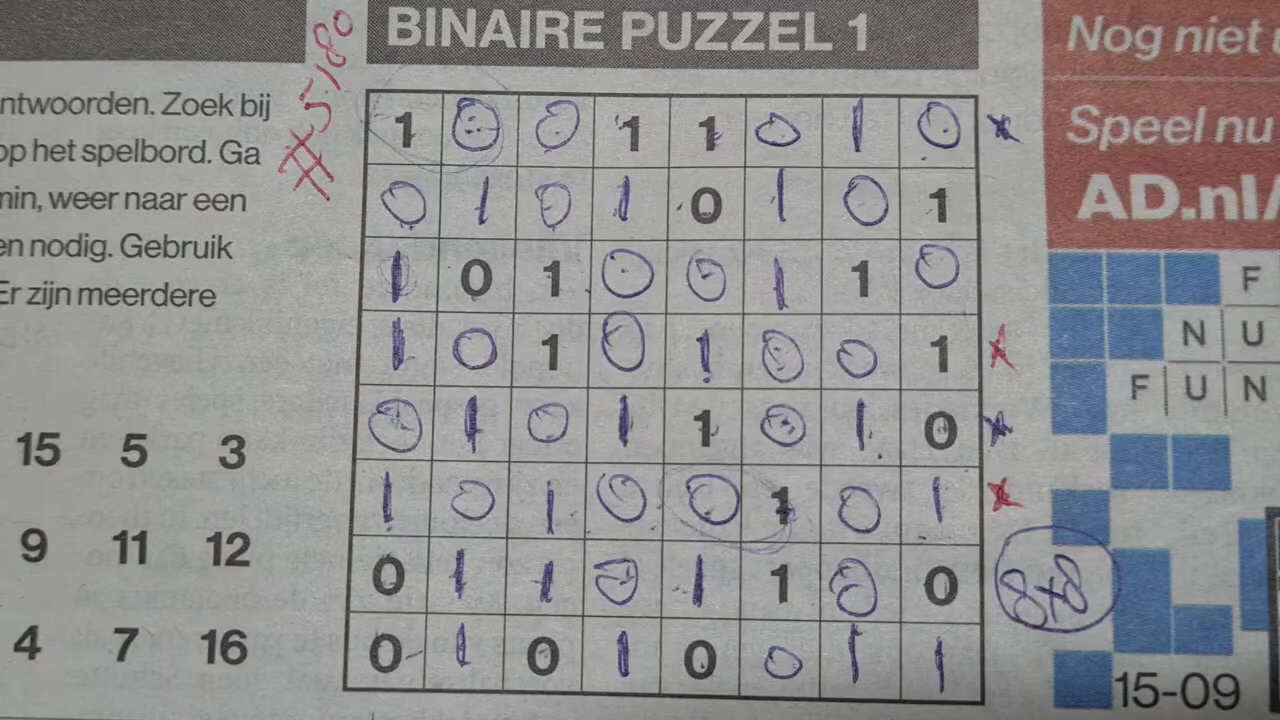 BINAIRE PUZZEL 1
#5180
ntwoorden. Zoek bij
op het spelbord. Ga
min, weer naar een
en nodig. Gebruik
Er zijn meerdere
15 5 3
9 11 12
4 7 16
1 0 0 1 1 0 1 0
0 1 0 1 0 1 0 1
1 0 1 0 0 1 1 0
1 0 1 0 1 0 0 1
0 1 0 1 1 0 1 0
1 0 1 0 0 1 0 1
0 1 1 0 1 1 0 0
0 1 0 1 0 0 1 1
Nog niet
Speel nu
AD.nl/
F
N U
F U N
15-09